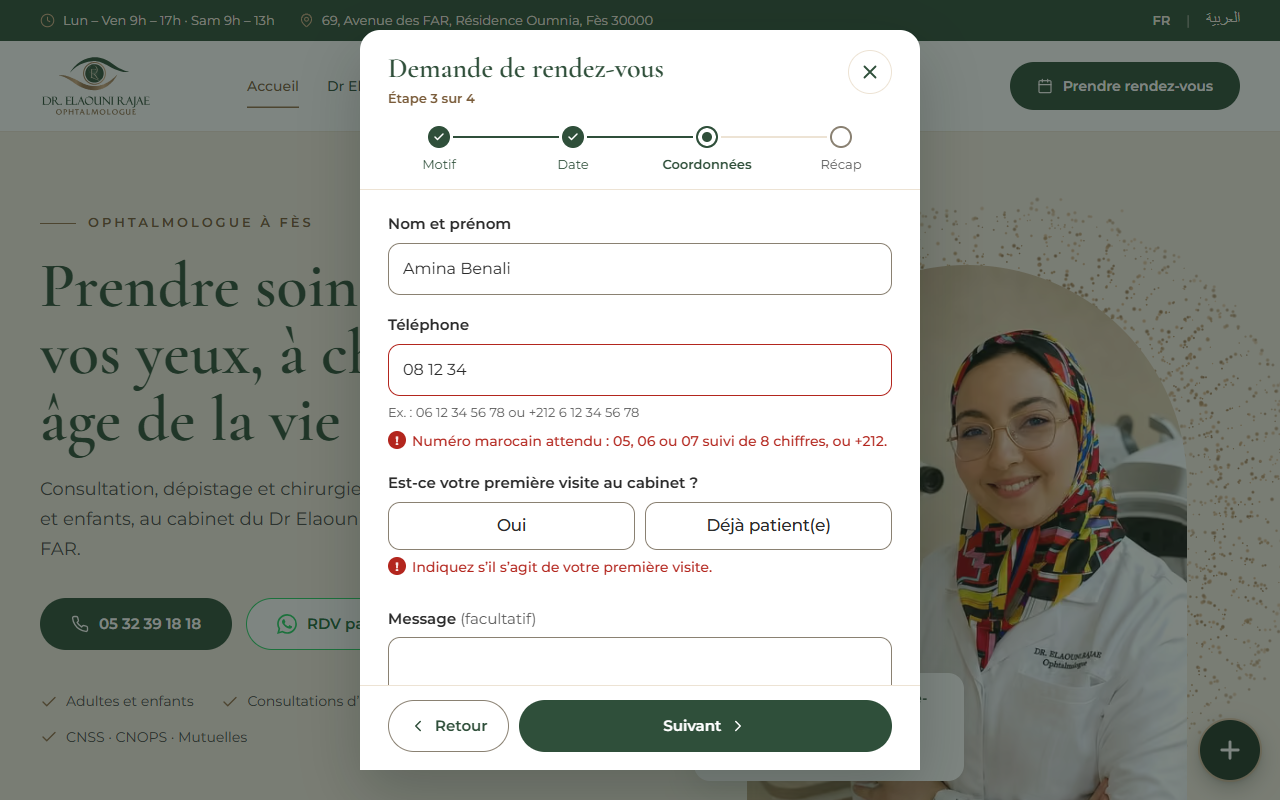 Lun – Ven 9h – 17h · Sam 9h – 13h
69, Avenue des FAR, Résidence Oumnia, Fès 30000
FR | العربية
DR. ELAOUNI RAJAE
OPHTALMOLOGUE
Accueil
Dr El
Prendre rendez-vous
OPHTALMOLOGUE À FÈS
Prendre soin
vos yeux, à ch
âge de la vie
Consultation, dépistage et chirurgie
et enfants, au cabinet du Dr Elaoun
FAR.
05 32 39 18 18
RDV pa
Adultes et enfants
Consultations d'
CNSS · CNOPS · Mutuelles
Demande de rendez-vous
Étape 3 sur 4
Motif
Date
Coordonnées
Récap
Nom et prénom
Amina Benali
Téléphone
08 12 34
Ex. : 06 12 34 56 78 ou +212 6 12 34 56 78
Numéro marocain attendu : 05, 06 ou 07 suivi de 8 chiffres, ou +212.
Est-ce votre première visite au cabinet ?
Oui
Déjà patient(e)
Indiquez s’il s’agit de votre première visite.
Message (facultatif)
Retour
Suivant
DR. ELAOUNI RAJAE
Ophtalmologue